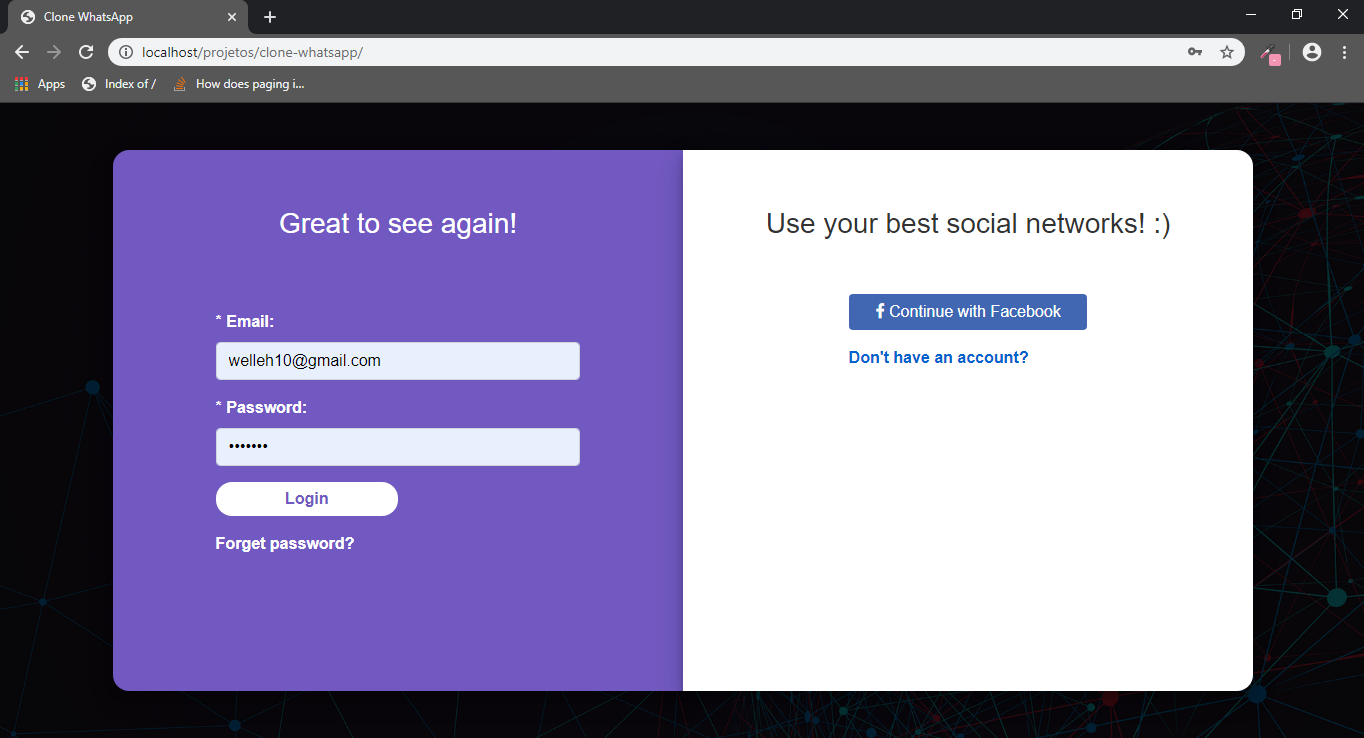 Clone WhatsApp
localhost/projetos/clone-whatsapp/
Apps
Index of /
How does paging i...
Great to see again!
* Email:
welleh10@gmail.com
* Password:
•••••••
Login
Forget password?
Use your best social networks! :)
Continue with Facebook
Don't have an account?